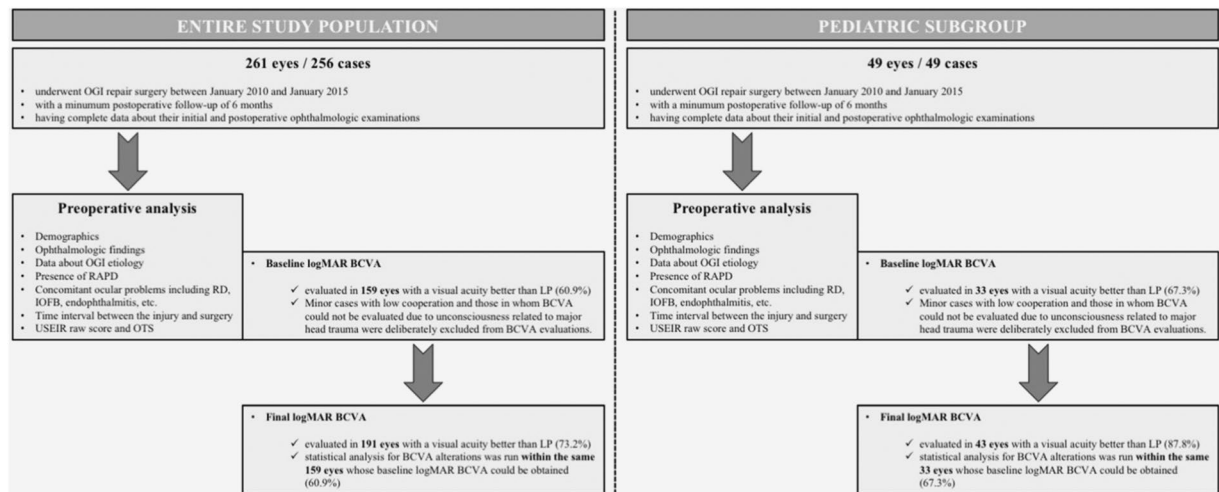 ENTIRE STUDY POPULATION
261 eyes / 256 cases
• underwent OGI repair surgery between January 2010 and January 2015
• with a minumum postoperative follow-up of 6 months
• having complete data about their initial and postoperative ophthalmologic examinations
Preoperative analysis
• Demographics
• Ophthalmologic findings
• Data about OGI etiology
• Presence of RAPD
• Concomitant ocular problems including RD,
IOFB, endophthalmitis, etc.
• Time interval between the injury and surgery
• USEIR raw score and OTS
• Baseline logMAR BCVA
✓ evaluated in 159 eyes with a visual acuity better than LP (60.9%)
✓ Minor cases with low cooperation and those in whom BCVA
could not be evaluated due to unconsciousness related to major
head trauma were deliberately excluded from BCVA evaluations.
• Final logMAR BCVA
✓ evaluated in 191 eyes with a visual acuity better than LP (73.2%)
✓ statistical analysis for BCVA alterations was run within the same
159 eyes whose baseline logMAR BCVA could be obtained
(60.9%)
PEDIATRIC SUBGROUP
49 eyes / 49 cases
• underwent OGI repair surgery between January 2010 and January 2015
• with a minumum postoperative follow-up of 6 months
• having complete data about their initial and postoperative ophthalmologic examinations
Preoperative analysis
• Demographics
• Ophthalmologic findings
• Data about OGI etiology
• Presence of RAPD
• Concomitant ocular problems including RD,
IOFB, endophthalmitis, etc.
• Time interval between the injury and surgery
• USEIR raw score and OTS
• Baseline logMAR BCVA
✓ evaluated in 33 eyes with a visual acuity better than LP (67.3%)
✓ Minor cases with low cooperation and those in whom BCVA
could not be evaluated due to unconsciousness related to major
head trauma were deliberately excluded from BCVA evaluations.
• Final logMAR BCVA
✓ evaluated in 43 eyes with a visual acuity better than LP (87.8%)
✓ statistical analysis for BCVA alterations was run within the same
33 eyes whose baseline logMAR BCVA could be obtained
(67.3%)